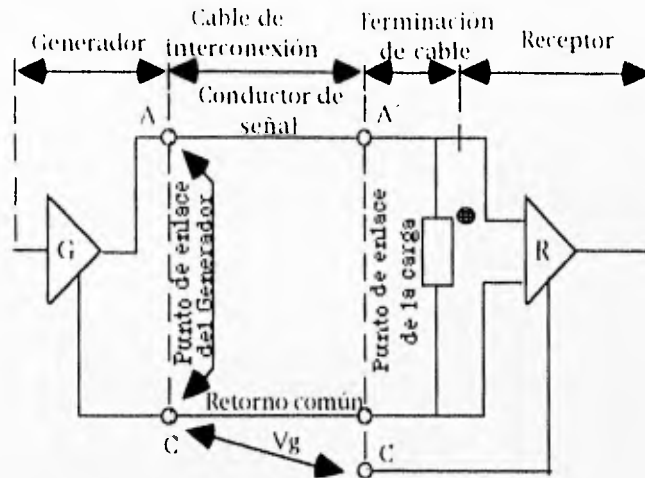 Generador
Cable de
interconexión
Terminación
de cable
Receptor
Conductor de
señal
A
A´
G
Punto de enlace
del Generador
Punto de enlace
de la carga
R
Retorno común
C
Vg
C